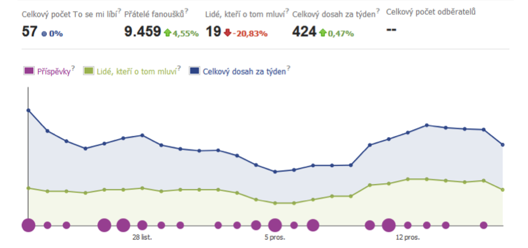 Celkový počet To se mi líbí? Přátelé fanoušků? Lidé, kteří o tom mluví? Celkový dosah za týden? Celkový počet odběratelů
57 0% 9.459 4,55% 19 -20,83% 424 0,47% --
Příspěvky? Lidé, kteří o tom mluví? Celkový dosah za týden?
28 list. 5 pros. 12 pros.